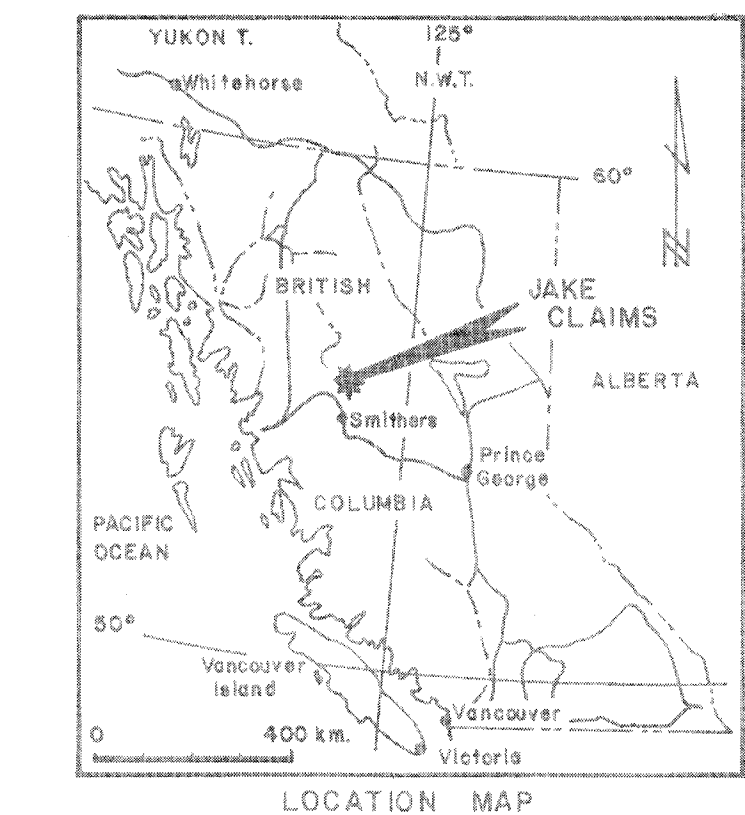 YUKON T.
125°
Whitehorse
N.W.T.
60°
N
BRITISH
JAKE
CLAIMS
ALBERTA
Smithers
Prince
George
COLUMBIA
PACIFIC
OCEAN
50°
Vancouver
Island
Vancouver
0 400 km.
Victoria
LOCATION MAP